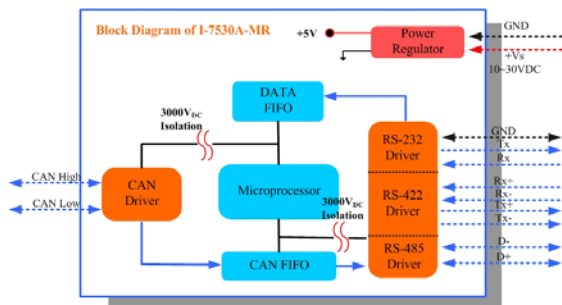 Block Diagram of I-7530A-MR
+5V
Power
Regulator
GND
+Vs
10~30VDC
3000VDC
Isolation
DATA
FIFO
RS-232
Driver
GND
Tx
Rx
CAN High
CAN Low
CAN
Driver
Microprocessor
3000VDC
Isolation
RS-422
Driver
Rx+
Rx-
Tx+
Tx-
CAN FIFO
RS-485
Driver
D-
D+